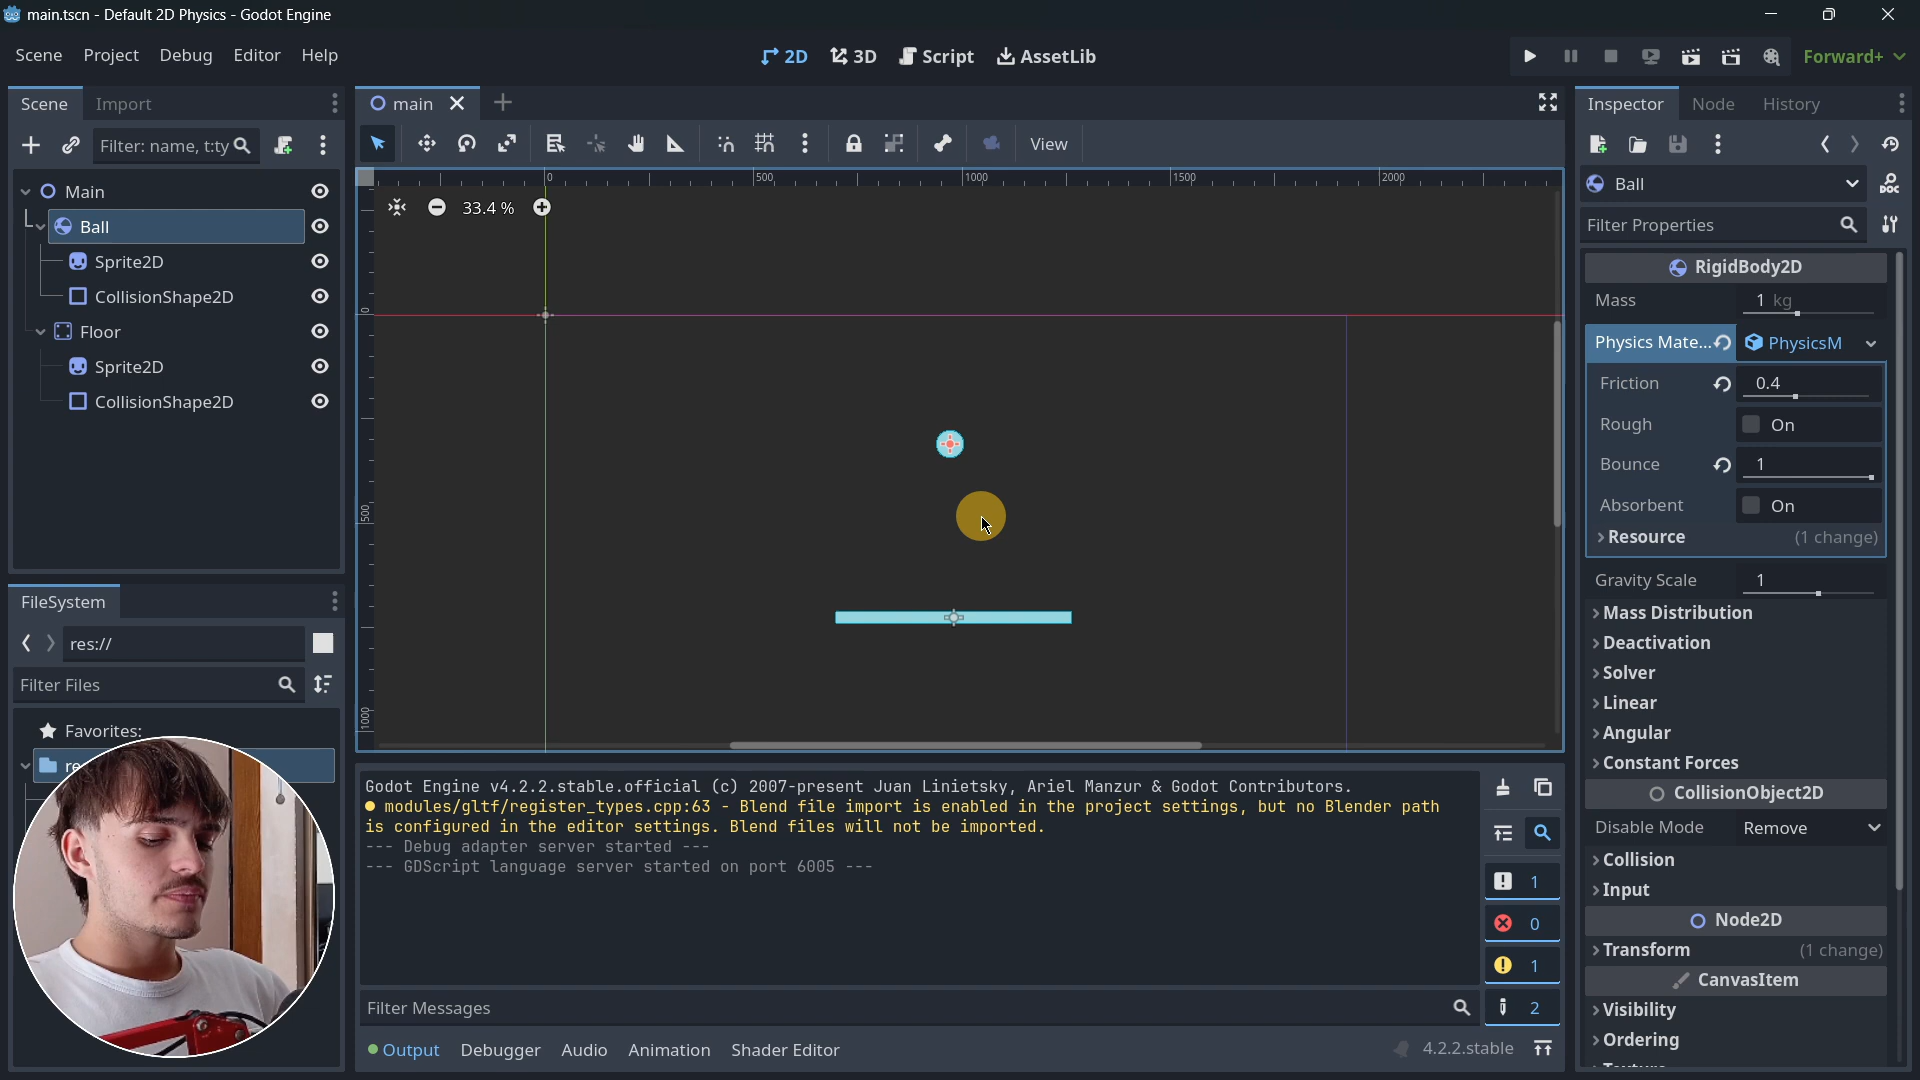 main.tscn - Default 2D Physics - Godot Engine
Scene Project Debug Editor Help
2D 3D Script AssetLib
Forward+
Scene Import
Filter: name, t:ty
Main
Ball
Sprite2D
CollisionShape2D
Floor
Sprite2D
CollisionShape2D
FileSystem
res://
Filter Files
Favorites:
main
View
0 500 1000 1500 2000
33.4 %
0
500
1000
Godot Engine v4.2.2.stable.official (c) 2007-present Juan Linietsky, Ariel Manzur & Godot Contributors.
modules/gltf/register_types.cpp:63 - Blend file import is enabled in the project settings, but no Blender path
is configured in the editor settings. Blend files will not be imported.
--- Debug adapter server started ---
--- GDScript language server started on port 6005 ---
1
0
1
2
Filter Messages
Output Debugger Audio Animation Shader Editor
4.2.2.stable
Inspector Node History
Ball
Filter Properties
RigidBody2D
Mass 1 kg
Physics Mate... PhysicsM
Friction 0.4
Rough On
Bounce 1
Absorbent On
Resource (1 change)
Gravity Scale 1
Mass Distribution
Deactivation
Solver
Linear
Angular
Constant Forces
CollisionObject2D
Disable Mode Remove
Collision
Input
Node2D
Transform (1 change)
CanvasItem
Visibility
Ordering